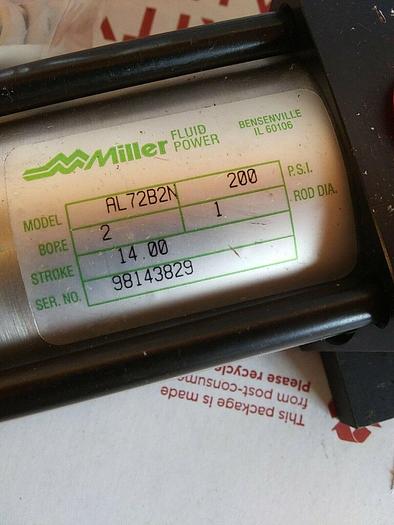 Miller FLUID POWER
BENSENVILLE
IL 60106
MODEL AL72B2N 200 P.S.I.
BORE 2 1 ROD DIA.
STROKE 14.00
SER. NO. 98143829
This package is made
from post-consum
Please recycl